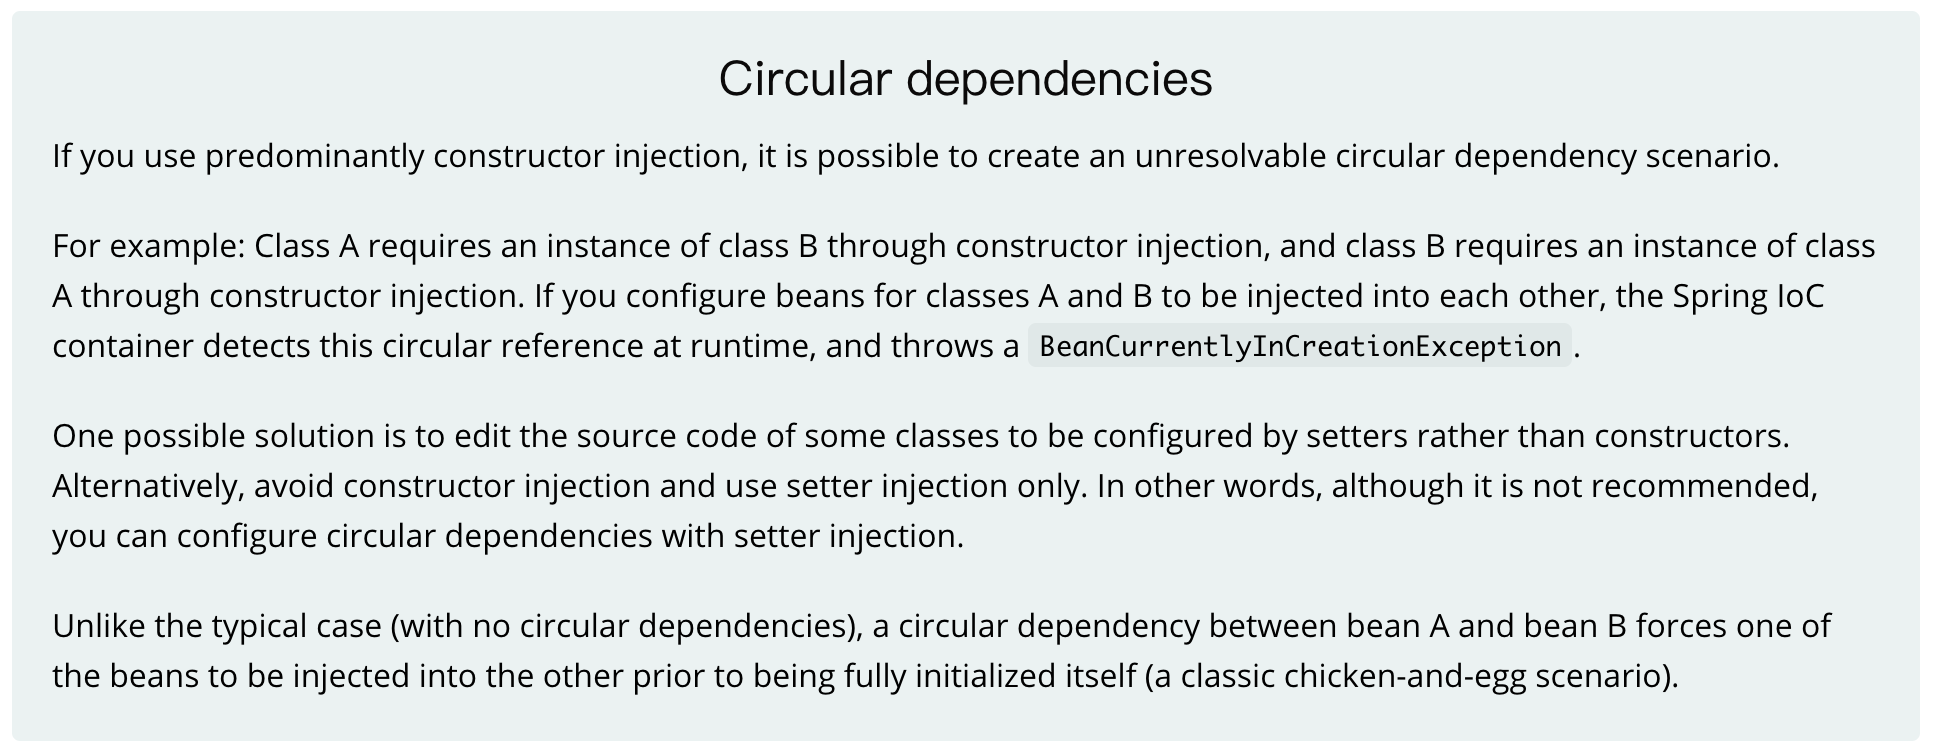 Circular dependencies
If you use predominantly constructor injection, it is possible to create an unresolvable circular dependency scenario.
For example: Class A requires an instance of class B through constructor injection, and class B requires an instance of class
A through constructor injection. If you configure beans for classes A and B to be injected into each other, the Spring IoC
container detects this circular reference at runtime, and throws a BeanCurrentlyInCreationException.
One possible solution is to edit the source code of some classes to be configured by setters rather than constructors.
Alternatively, avoid constructor injection and use setter injection only. In other words, although it is not recommended,
you can configure circular dependencies with setter injection.
Unlike the typical case (with no circular dependencies), a circular dependency between bean A and bean B forces one of
the beans to be injected into the other prior to being fully initialized itself (a classic chicken-and-egg scenario).